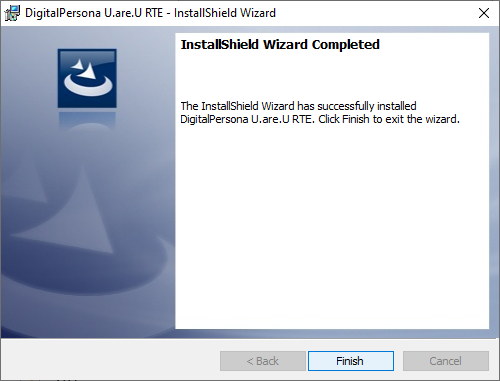 DigitalPersona U.are.U RTE - InstallShield Wizard
InstallShield Wizard Completed
The InstallShield Wizard has successfully installed
DigitalPersona U.are.U RTE. Click Finish to exit the wizard.
< Back
Finish
Cancel